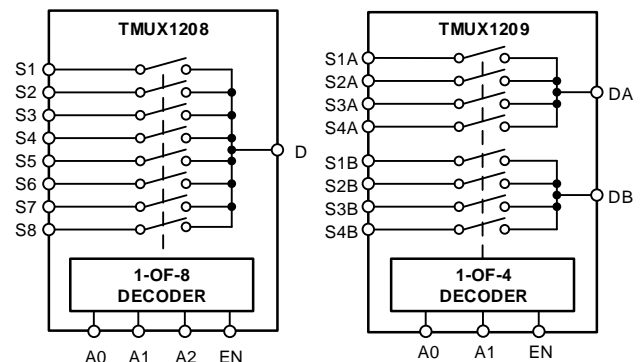 TMUX1208
S1
S2
S3
S4
S5
S6
S7
S8
D
1-OF-8
DECODER
A0 A1 A2 EN
TMUX1209
S1A
S2A
S3A
S4A
S1B
S2B
S3B
S4B
DA
DB
1-OF-4
DECODER
A0 A1 EN